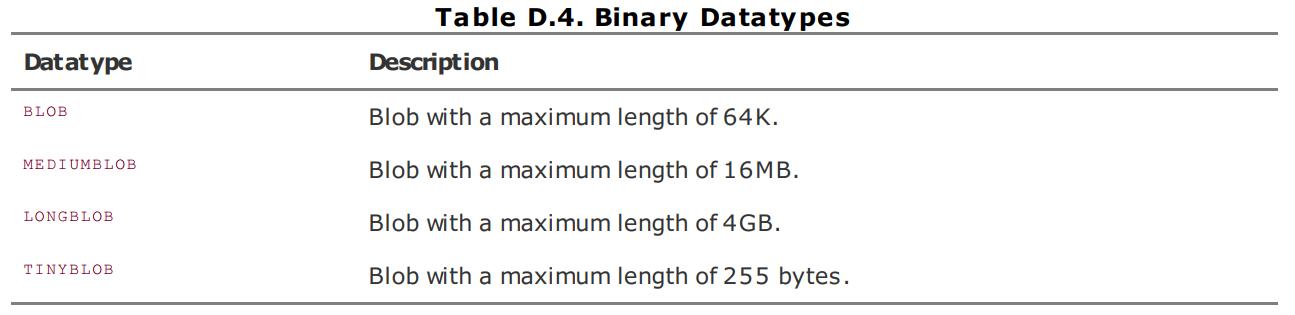 Table D.4. Binary Datatypes
Datatype Description
BLOB Blob with a maximum length of 64K.
MEDIUMBLOB Blob with a maximum length of 16MB.
LONGBLOB Blob with a maximum length of 4GB.
TINYBLOB Blob with a maximum length of 255 bytes.